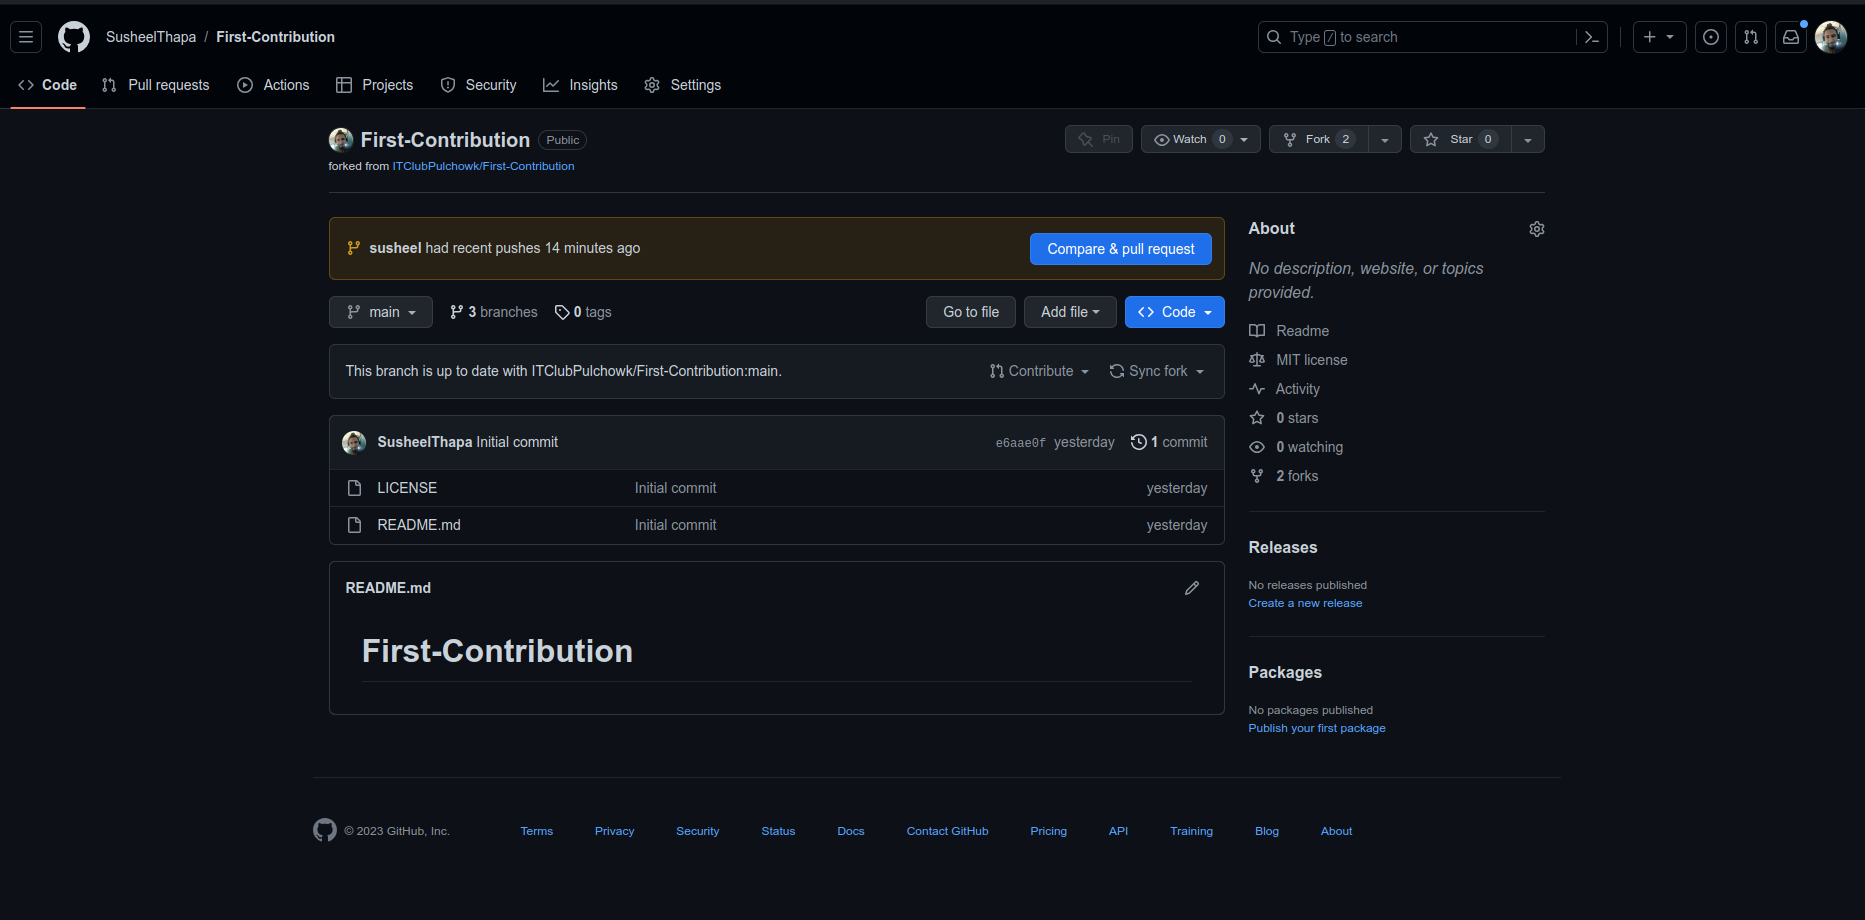 SusheelThapa / First-Contribution
Type / to search
Code Pull requests Actions Projects Security Insights Settings
First-Contribution Public
Pin Watch 0 Fork 2 Star 0
forked from ITClubPulchowk/First-Contribution
susheel had recent pushes 14 minutes ago
Compare & pull request
main 3 branches 0 tags
Go to file Add file Code
This branch is up to date with ITClubPulchowk/First-Contribution:main.
Contribute Sync fork
SusheelThapa Initial commit
e6aae0f yesterday 1 commit
LICENSE Initial commit yesterday
README.md Initial commit yesterday
README.md
First-Contribution
About
No description, website, or topics
provided.
Readme
MIT license
Activity
0 stars
0 watching
2 forks
Releases
No releases published
Create a new release
Packages
No packages published
Publish your first package
© 2023 GitHub, Inc. Terms Privacy Security Status Docs Contact GitHub Pricing API Training Blog About